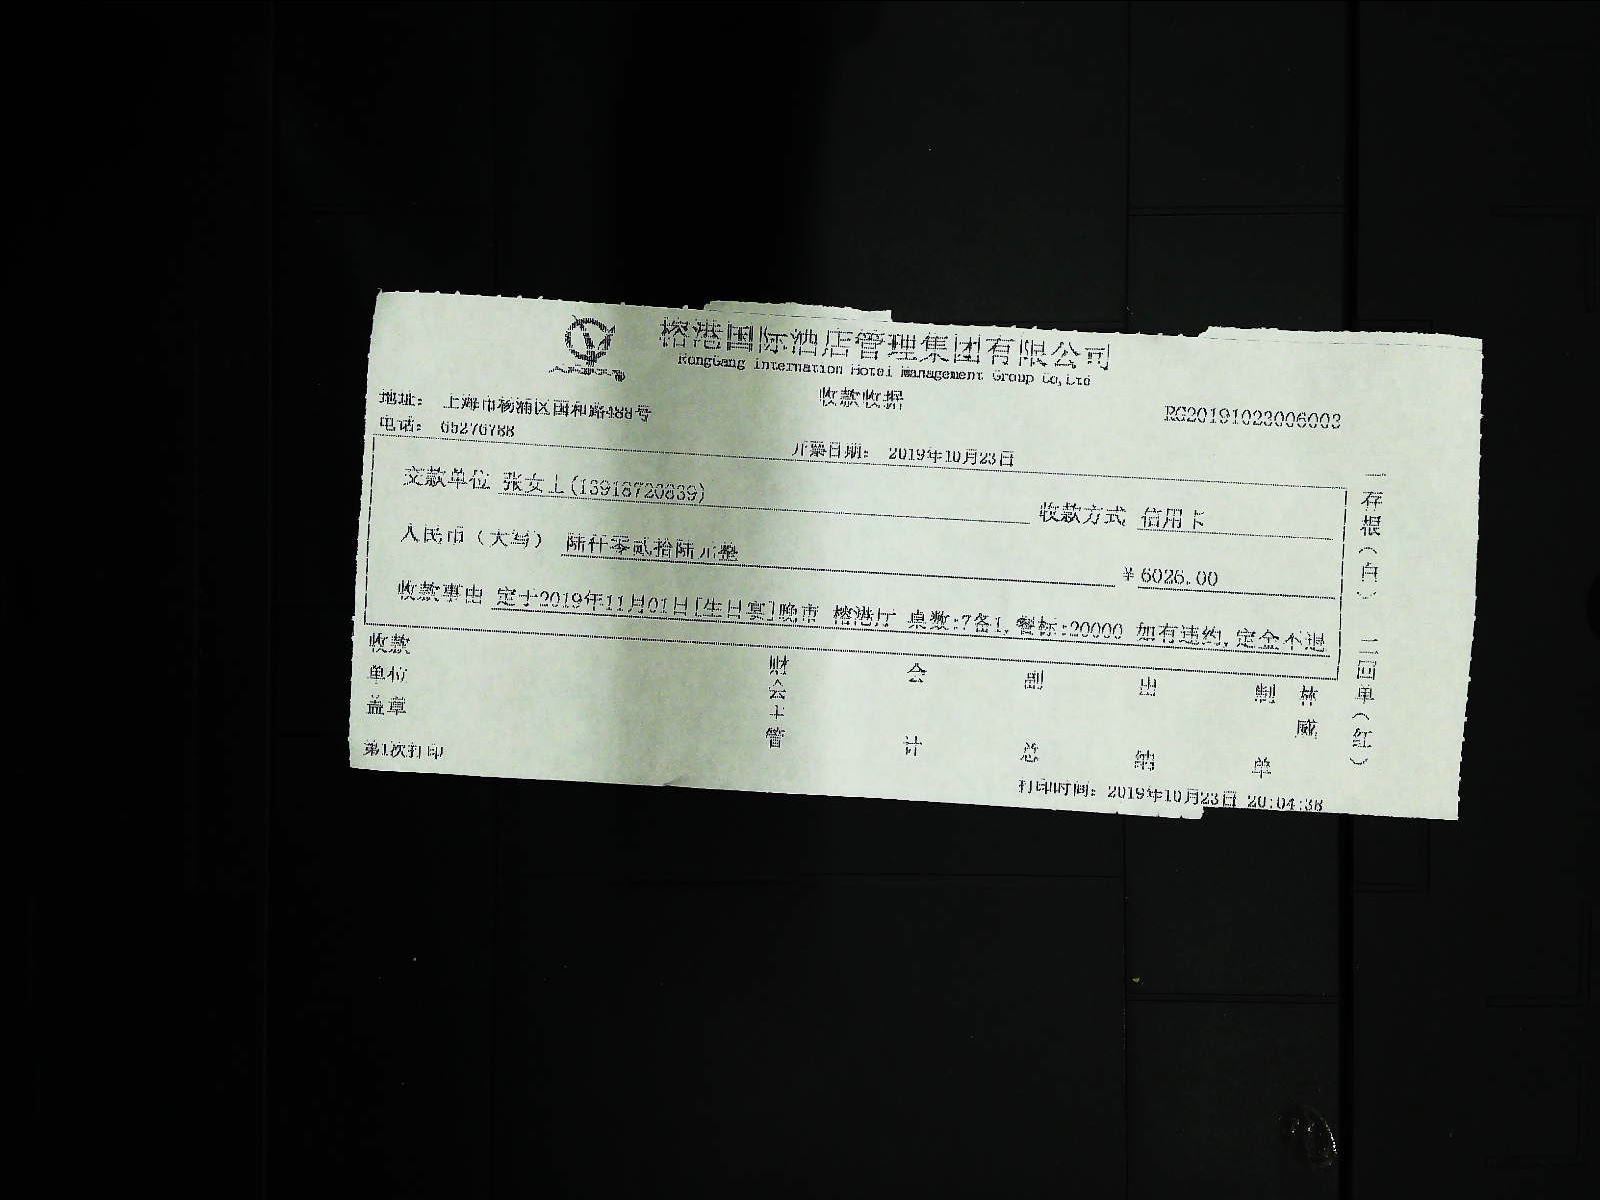 榕港国际酒店管理集团有限公司
RongGang Internation Hotel Management Group Co,Ltd
收款收据
地址： 上海市杨浦区国和路488号
RG20191023006003
电话： 65276788
开票日期： 2019年10月23日
交款单位 张女士(13918720839)
收款方式 信用卡
人民币（大写） 陆仟零贰拾陆元整
¥6026.00
收款事由 定于2019年11月01日[生日宴]晚市 榕港厅 桌数:7备1,餐标:20000 如有违约,定金不退
一存根（白） 二回单（红）
收款单位盖章
财会主管 会计 副总 出纳 制单 林威
第1次打印
打印时间：2019年10月23日 20:04:38